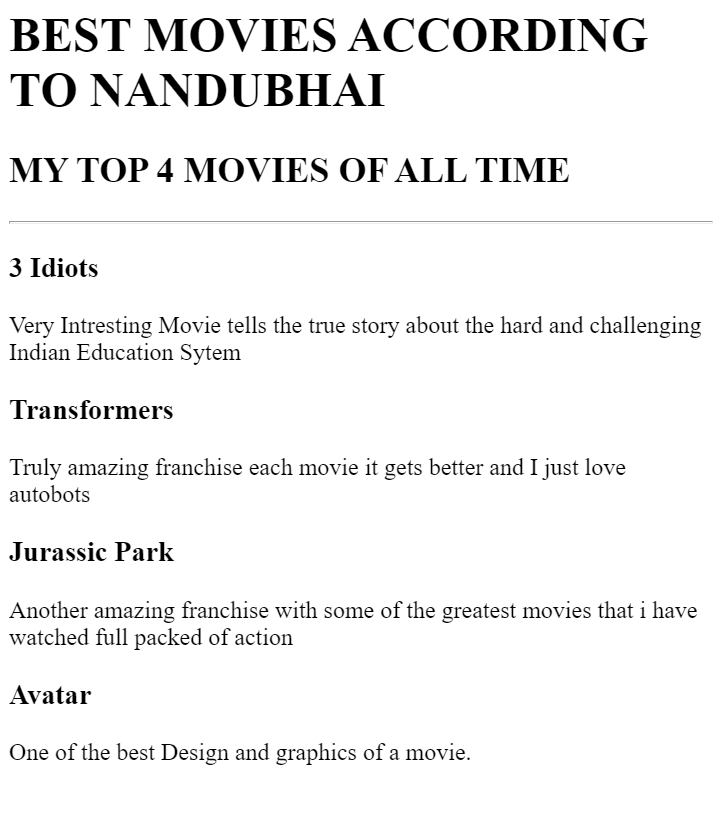 BEST MOVIES ACCORDING
TO NANDUBHAI
MY TOP 4 MOVIES OF ALL TIME
3 Idiots
Very Intresting Movie tells the true story about the hard and challenging
Indian Education Sytem
Transformers
Truly amazing franchise each movie it gets better and I just love
autobots
Jurassic Park
Another amazing franchise with some of the greatest movies that i have
watched full packed of action
Avatar
One of the best Design and graphics of a movie.